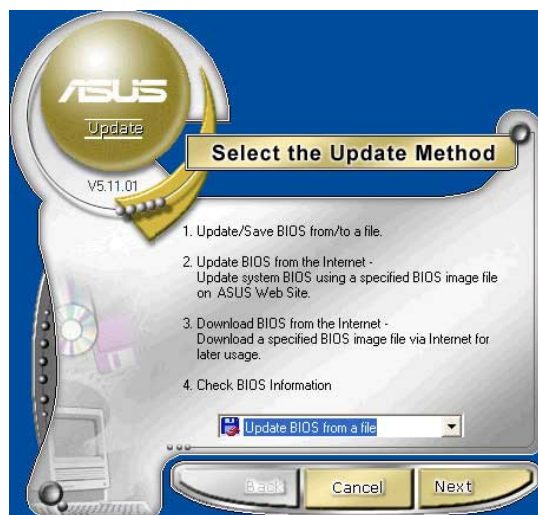 ASUS
Update
V5.11.01
Select the Update Method
1. Update/Save BIOS from/to a file.
2. Update BIOS from the Internet -
Update system BIOS using a specified BIOS image file
on ASUS Web Site.
3. Download BIOS from the Internet -
Download a specified BIOS image file via Internet for
later usage.
4. Check BIOS Information
Update BIOS from a file
Back
Cancel
Next